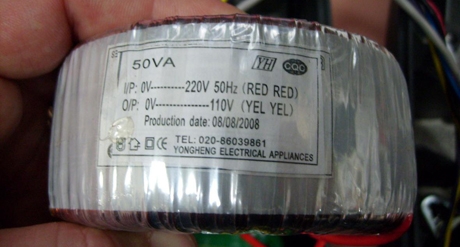 50VA YH CQC
I/P: 0V----------220V 50Hz (RED RED)
O/P: 0V---------------110V (YEL YEL)
Production date: 08/08/2008
CE TEL: 020-86039861
YONGHENG ELECTRICAL APPLIANCES